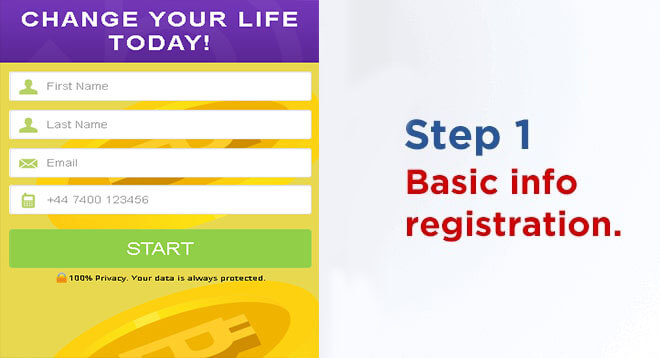 CHANGE YOUR LIFE
TODAY!
First Name
Last Name
Email
+44 7400 123456
START
100% Privacy. Your data is always protected.
Step 1
Basic info
registration.